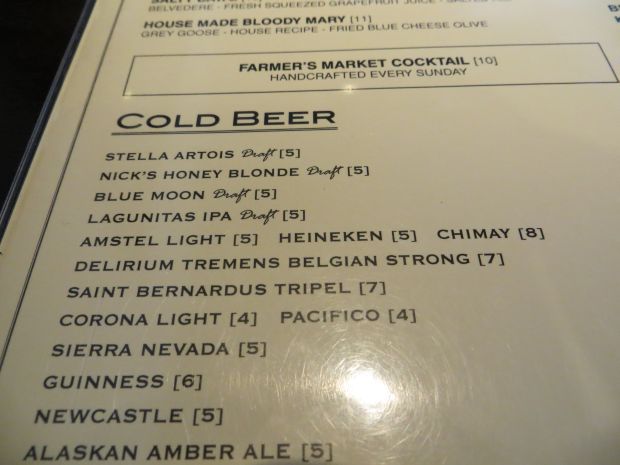 BELVEDERE - FRESH SQUEEZED GRAPEFRUIT JUICE - SALTED
HOUSE MADE BLOODY MARY [11]
GREY GOOSE - HOUSE RECIPE - FRIED BLUE CHEESE OLIVE
FARMER'S MARKET COCKTAIL [10]
HANDCRAFTED EVERY SUNDAY
COLD BEER
STELLA ARTOIS Draft [5]
NICK'S HONEY BLONDE Draft [5]
BLUE MOON Draft [5]
LAGUNITAS IPA Draft [5]
AMSTEL LIGHT [5] HEINEKEN [5] CHIMAY [8]
DELIRIUM TREMENS BELGIAN STRONG [7]
SAINT BERNARDUS TRIPEL [7]
CORONA LIGHT [4] PACIFICO [4]
SIERRA NEVADA [5]
GUINNESS [6]
NEWCASTLE [5]
ALASKAN AMBER ALE [5]